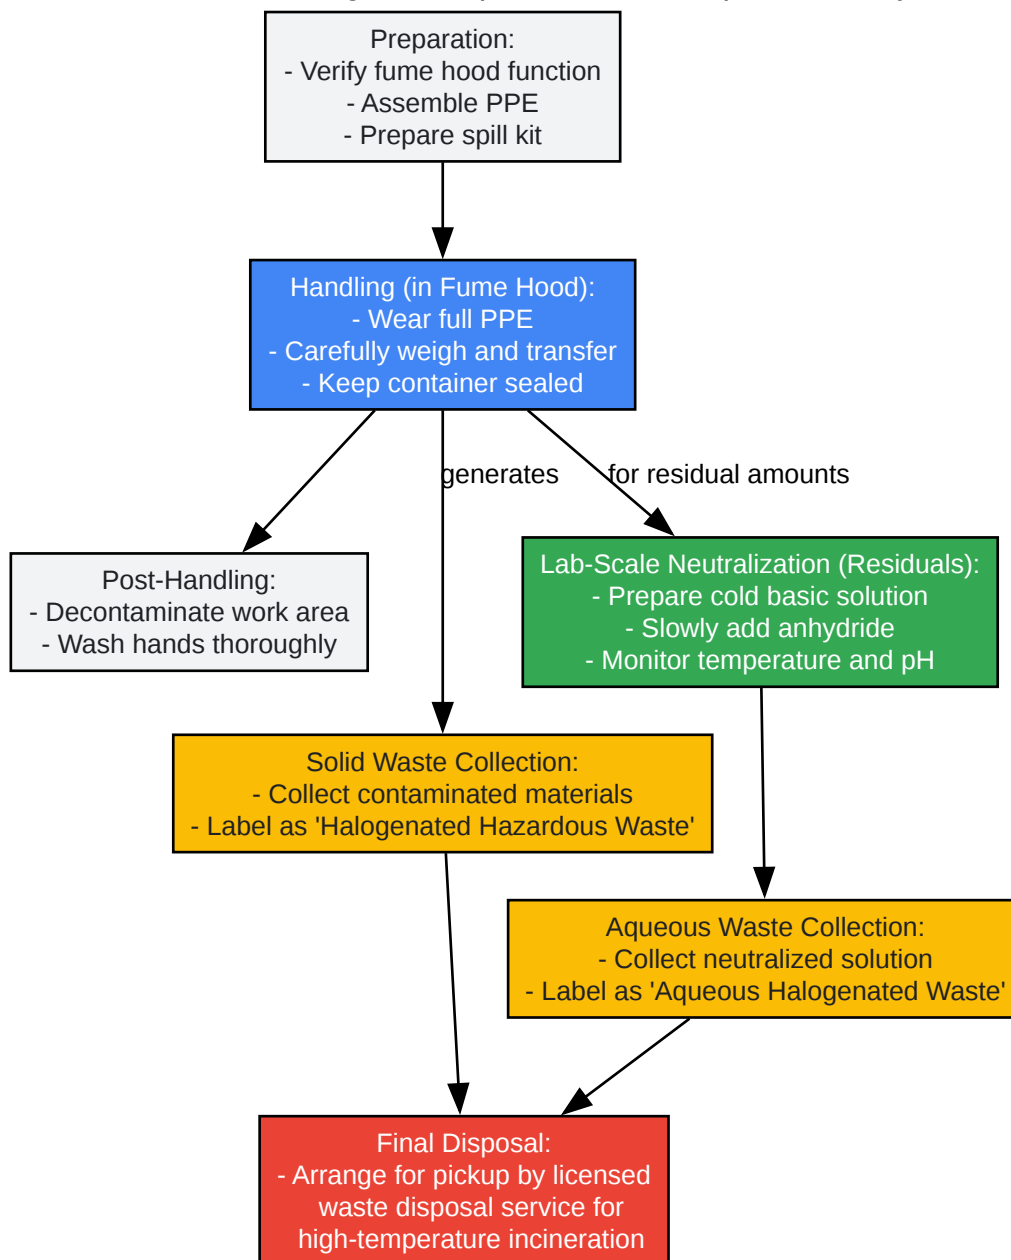 Preparation:
- Verify fume hood function
- Assemble PPE
- Prepare spill kit
Handling (in Fume Hood):
- Wear full PPE
- Carefully weigh and transfer
- Keep container sealed
generates
for residual amounts
Post-Handling:
- Decontaminate work area
- Wash hands thoroughly
Lab-Scale Neutralization (Residuals):
- Prepare cold basic solution
- Slowly add anhydride
- Monitor temperature and pH
Solid Waste Collection:
- Collect contaminated materials
- Label as 'Halogenated Hazardous Waste'
Aqueous Waste Collection:
- Collect neutralized solution
- Label as 'Aqueous Halogenated Waste'
Final Disposal:
- Arrange for pickup by licensed
waste disposal service for
high-temperature incineration